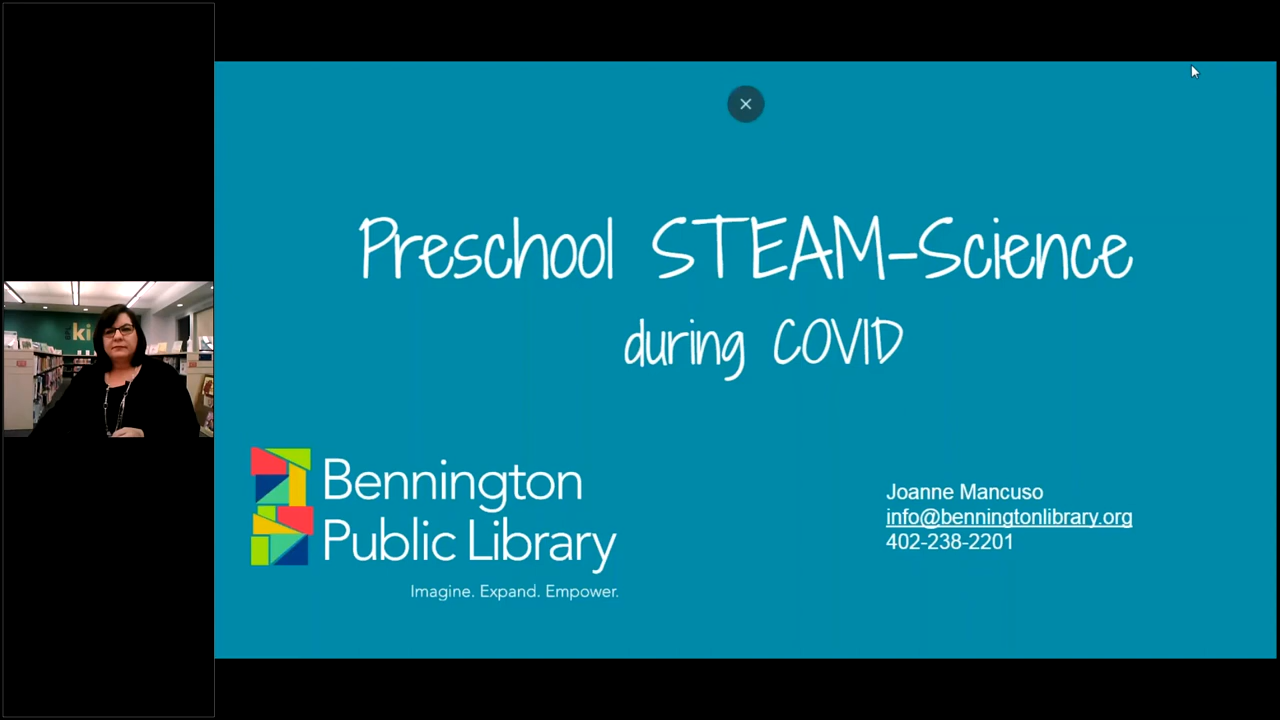 Preschool STEAM-Science
during COVID
Bennington
Public Library
Imagine. Expand. Empower.
Joanne Mancuso
info@benningtonlibrary.org
402-238-2201
ki